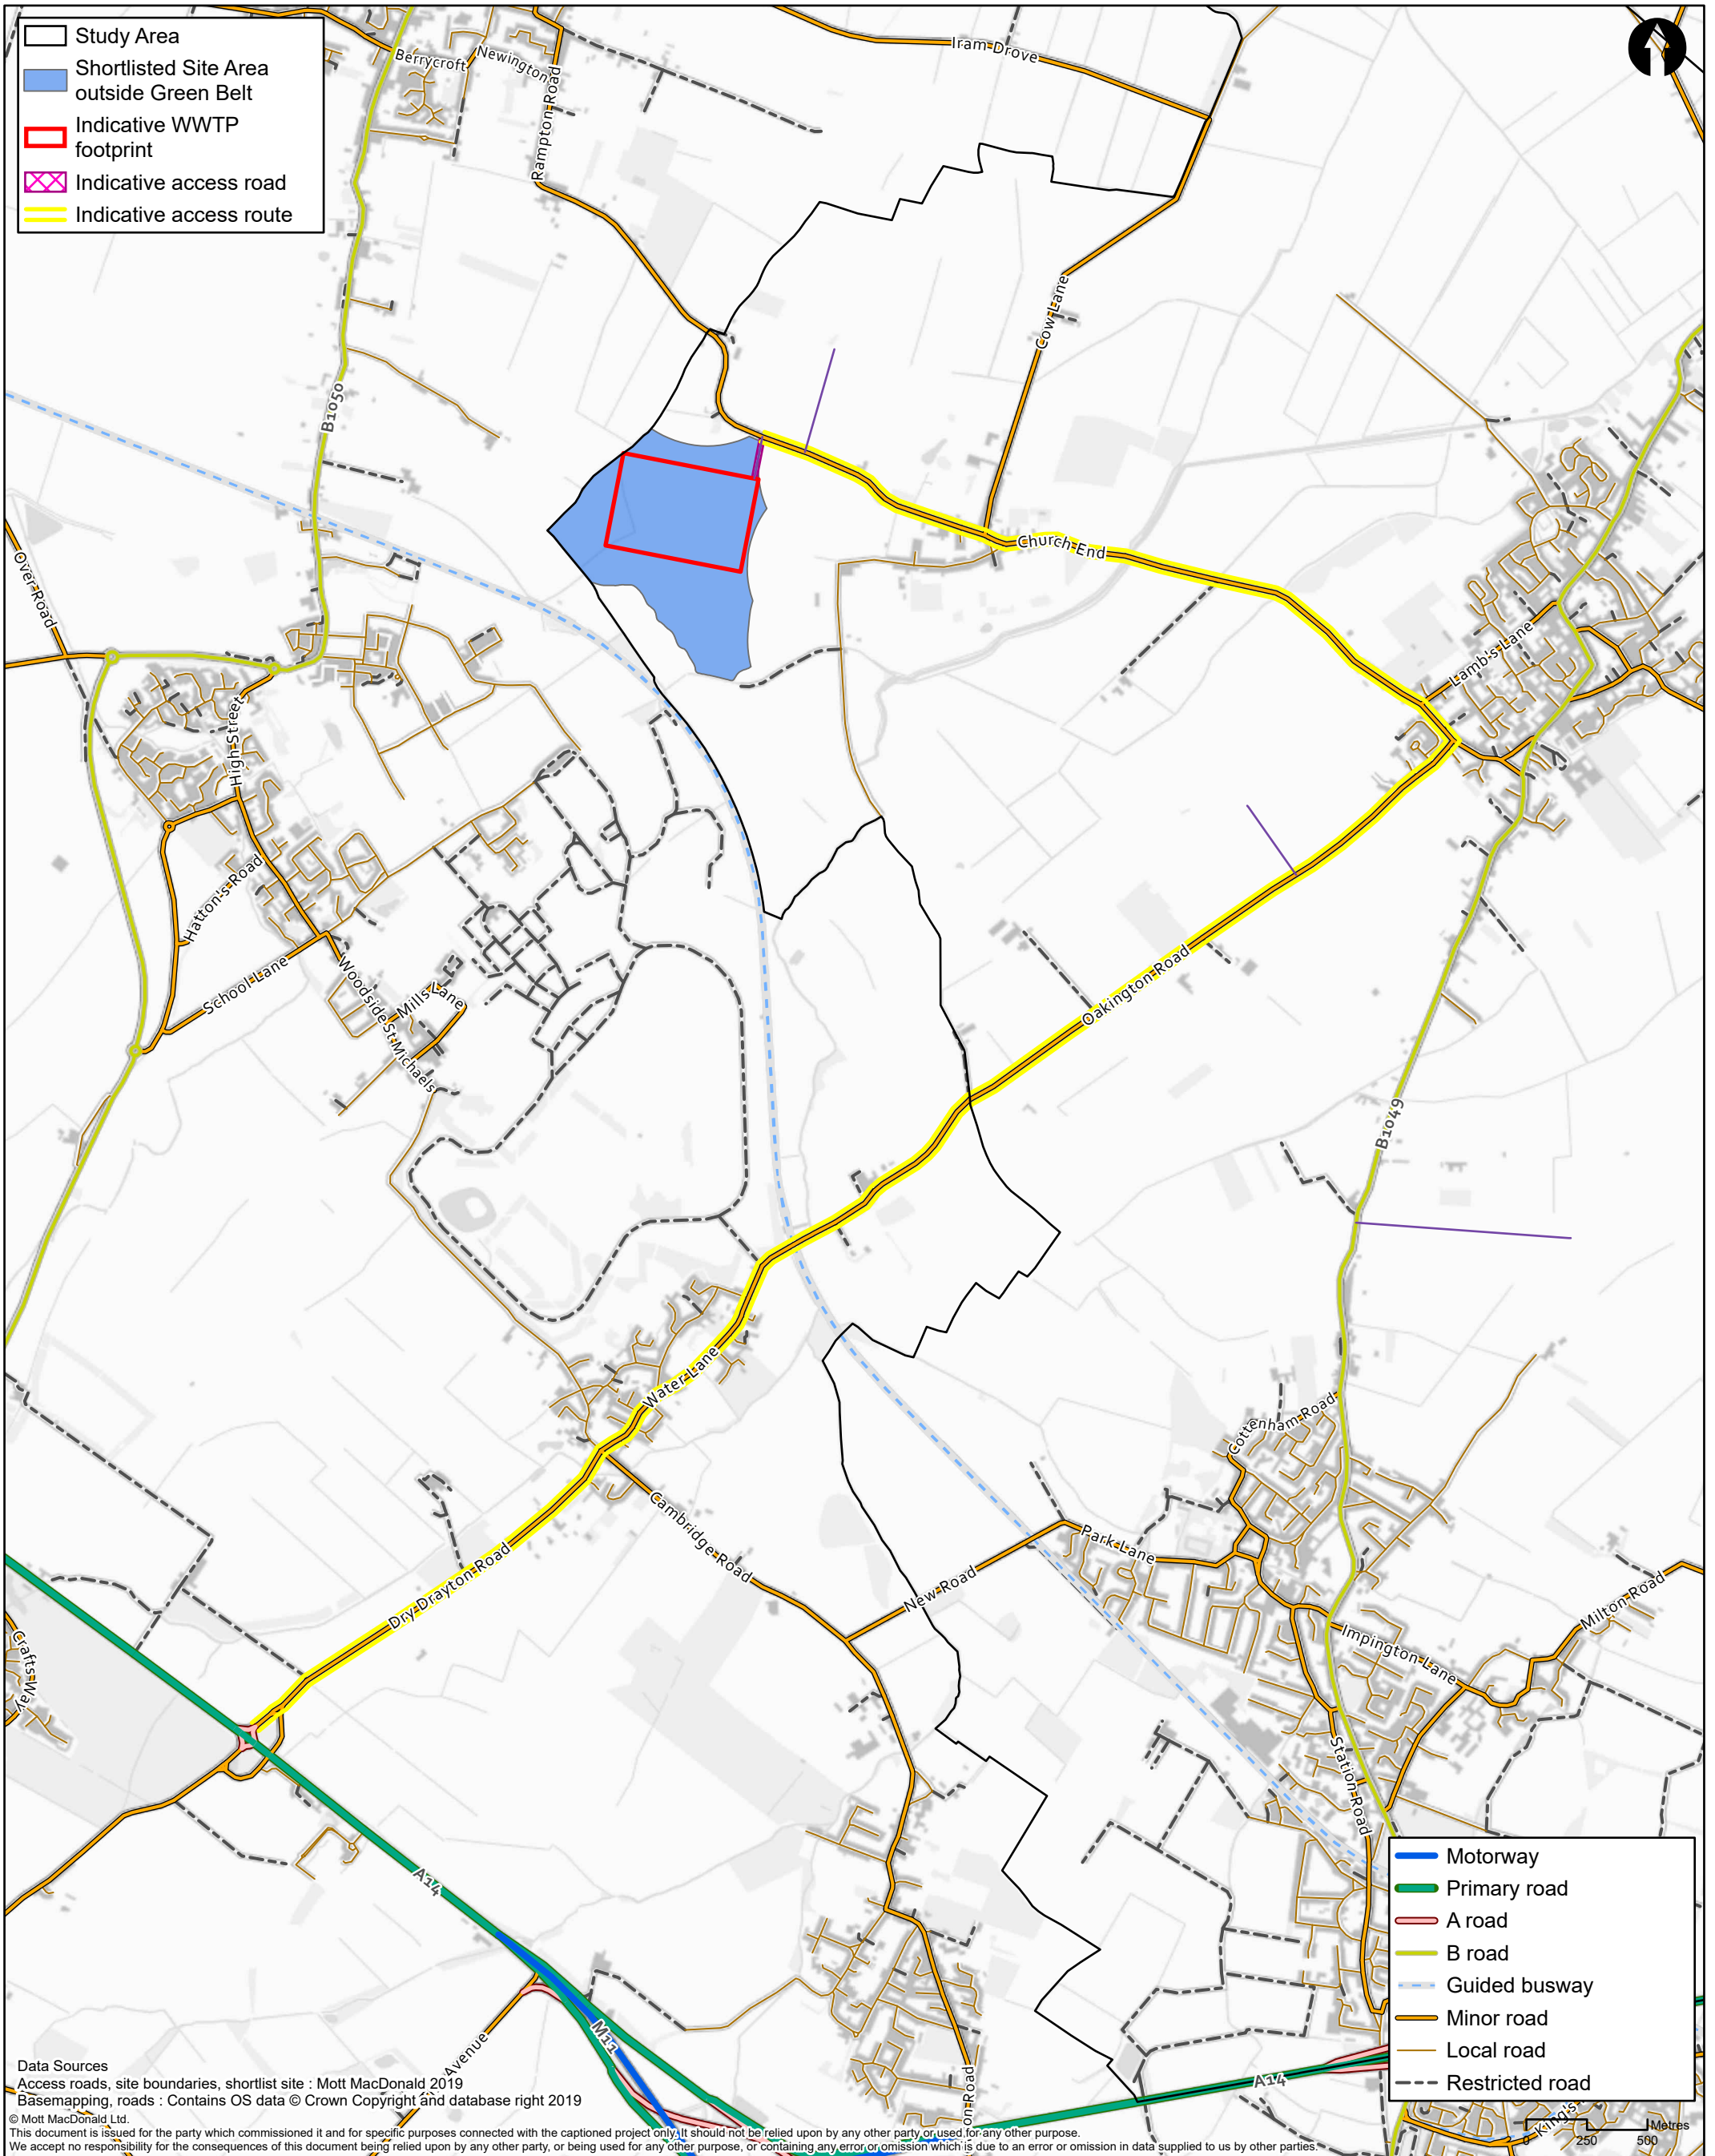 Study Area
Shortlisted Site Area
outside Green Belt
Indicative WWTP
footprint
Indicative access road
Indicative access route
Berrycroft
Newington
Rampton Road
Iram Drove
Cow Lane
B1050
Church End
Over Road
Lamb's Lane
High Street
Hatton's Road
School Lane
Woodside
St Michaels
Mills Lane
Oakington Road
B1049
Water Lane
Cottenham Road
Cambridge Road
Park Lane
New Road
Dry Drayton Road
Milton Road
Impington Lane
Crafts Way
Station Road
A14
M11
Avenue
on Road
A14
King's
Motorway
Primary road
A road
B road
Guided busway
Minor road
Local road
Restricted road
Metres
0 250 500
Data Sources
Access roads, site boundaries, shortlist site : Mott MacDonald 2019
Basemapping, roads : Contains OS data © Crown Copyright and database right 2019
© Mott MacDonald Ltd.
This document is issued for the party which commissioned it and for specific purposes connected with the captioned project only. It should not be relied upon by any other party or used for any other purpose.
We accept no responsibility for the consequences of this document being relied upon by any other party, or being used for any other purpose, or containing any error or omission which is due to an error or omission in data supplied to us by other parties.